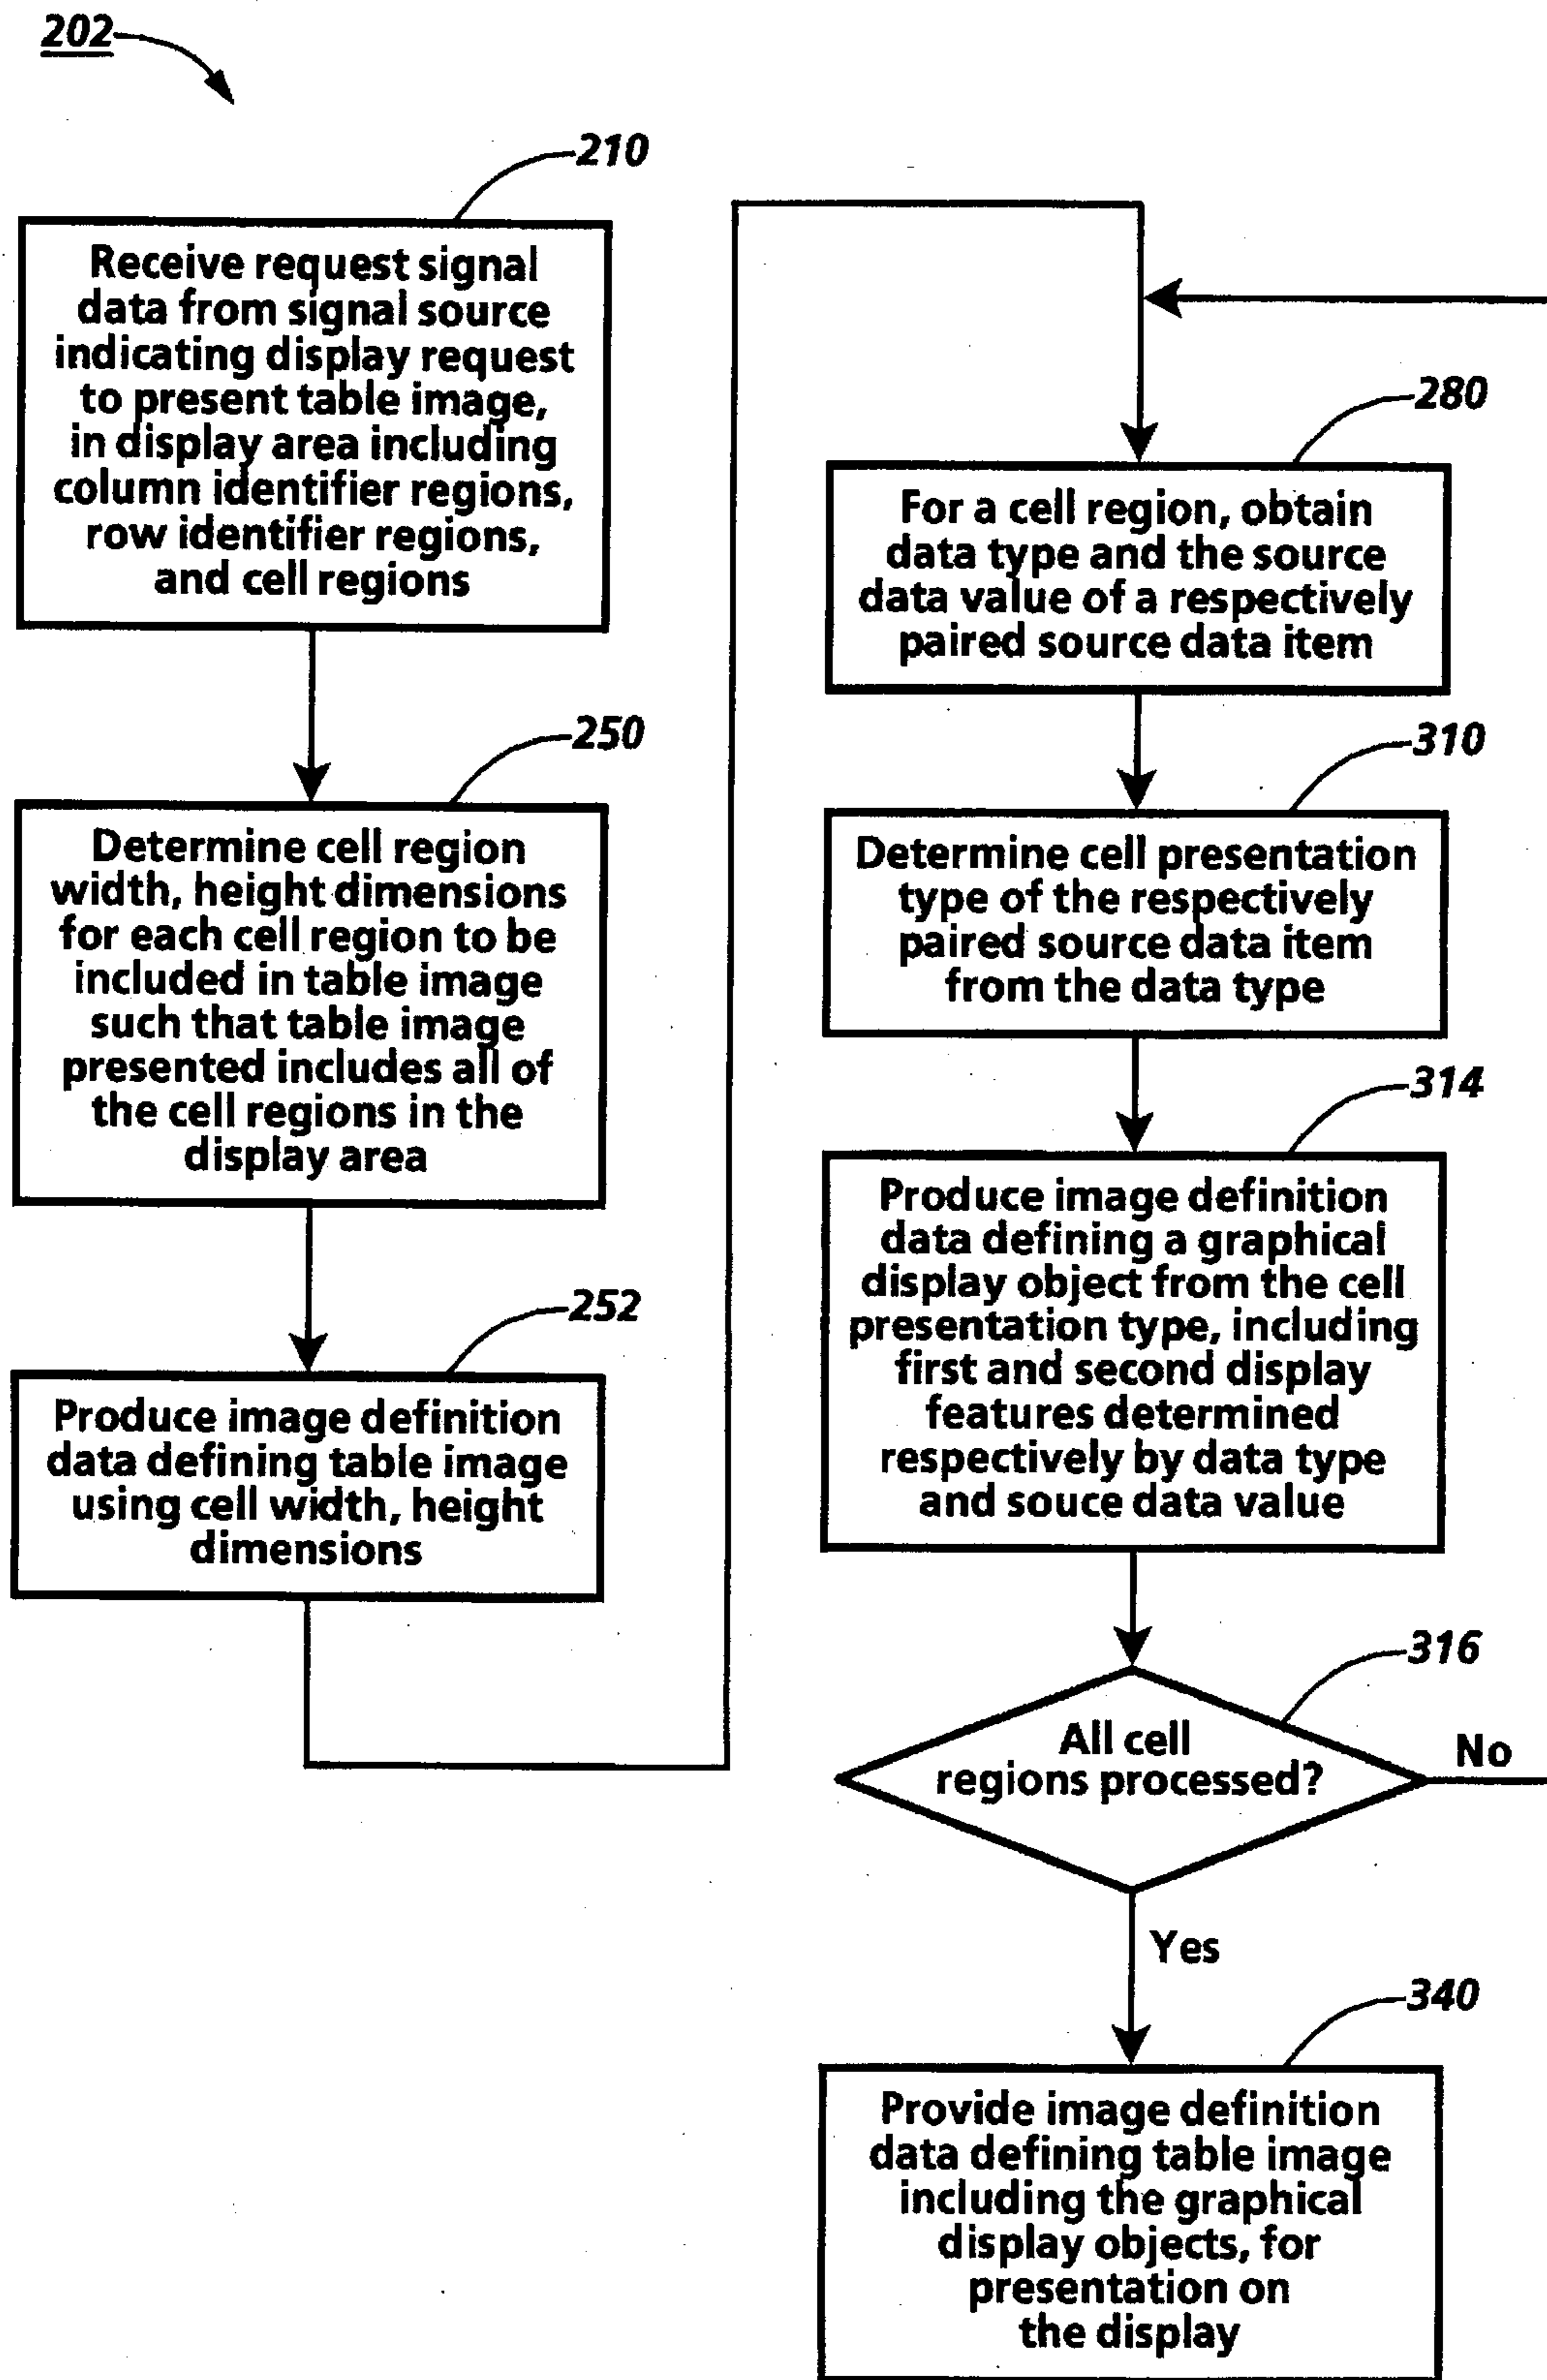 202
210
Receive request signal
data from signal source
indicating display request
to present table image,
in display area including
column identifier regions,
row identifier regions,
and cell regions
250
Determine cell region
width, height dimensions
for each cell region to be
included in table image
such that table image
presented includes all of
the cell regions in the
display area
252
Produce image definition
data defining table image
using cell width, height
dimensions
280
For a cell region, obtain
data type and the source
data value of a respectively
paired source data item
310
Determine cell presentation
type of the respectively
paired source data item
from the data type
314
Produce image definition
data defining a graphical
display object from the cell
presentation type, including
first and second display
features determined
respectively by data type
and souce data value
316
All cell
regions processed?
No
Yes
340
Provide image definition
data defining table image
including the graphical
display objects, for
presentation on
the display